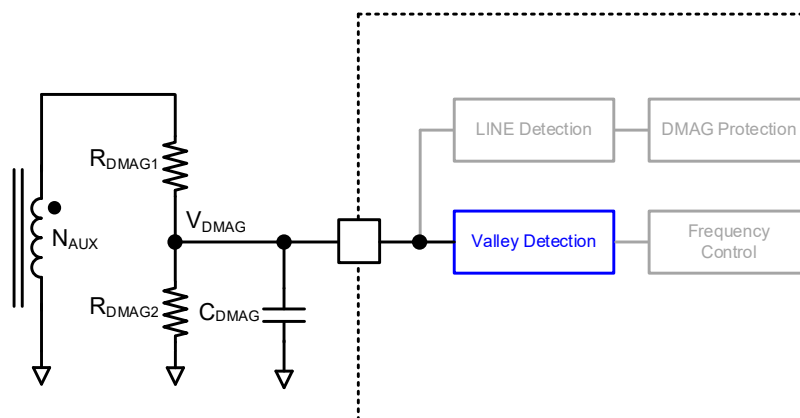 LINE Detection
DMAG Protection
RDMAG1
VDMAG
NAUX
Valley Detection
Frequency
Control
RDMAG2
CDMAG